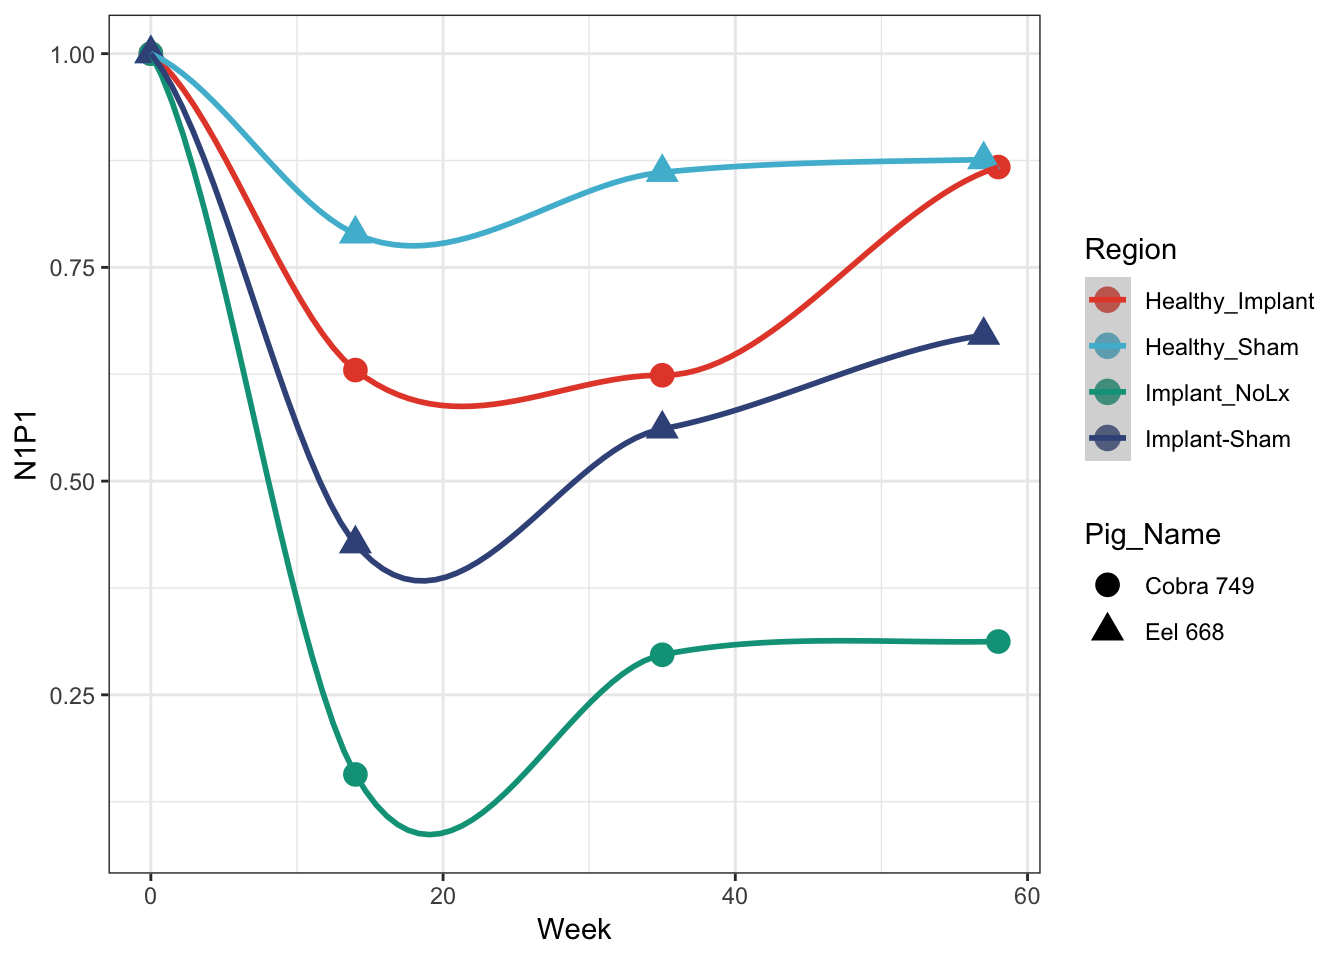 1.00
0.75
0.50
0.25
N1P1
0
20
40
60
Week
Region
Healthy_Implant
Healthy_Sham
Implant_NoLx
Implant-Sham
Pig_Name
Cobra 749
Eel 668